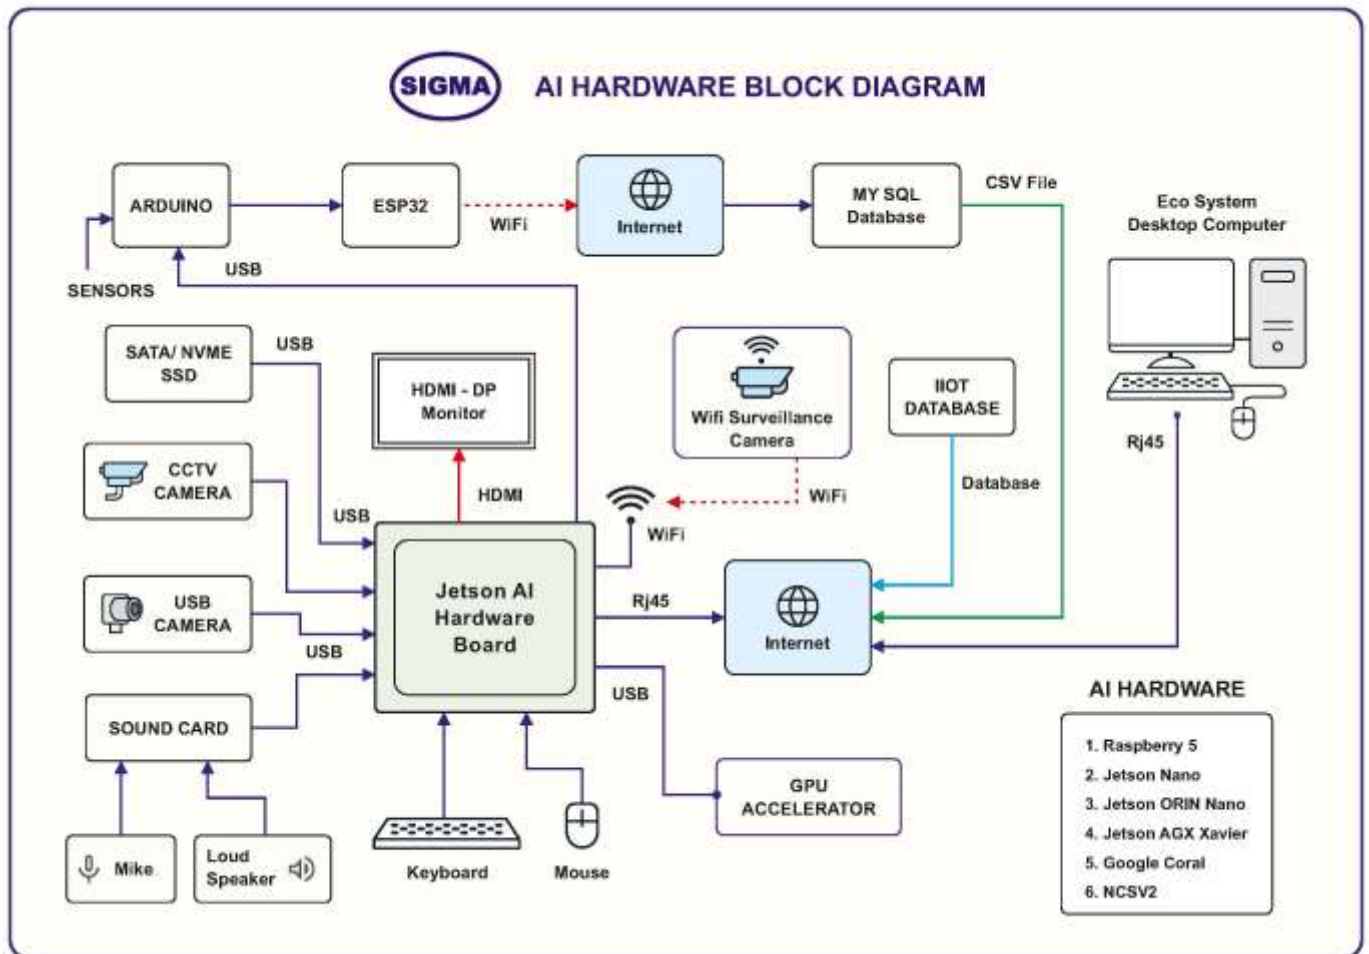 SIGMA
AI HARDWARE BLOCK DIAGRAM
ARDUINO
ESP32
WiFi
Internet
MY SQL
Database
CSV File
Eco System
Desktop Computer
SENSORS
USB
SATA/ NVME
SSD
USB
HDMI - DP
Monitor
Wifi Surveillance
Camera
IIOT
DATABASE
Rj45
CCTV
CAMERA
HDMI
WiFi
Database
USB
WiFi
USB
CAMERA
Jetson AI
Hardware
Board
Rj45
Internet
USB
USB
SOUND CARD
GPU
ACCELERATOR
Mike
Loud
Speaker
Keyboard
Mouse
AI HARDWARE
1. Raspberry 5
2. Jetson Nano
3. Jetson ORIN Nano
4. Jetson AGX Xavier
5. Google Coral
6. NCSV2